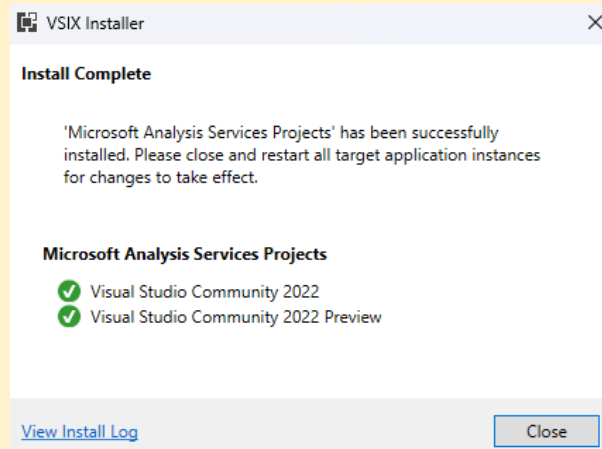 VSIX Installer
Install Complete
'Microsoft Analysis Services Projects' has been successfully
installed. Please close and restart all target application instances
for changes to take effect.
Microsoft Analysis Services Projects
Visual Studio Community 2022
Visual Studio Community 2022 Preview
View Install Log
Close